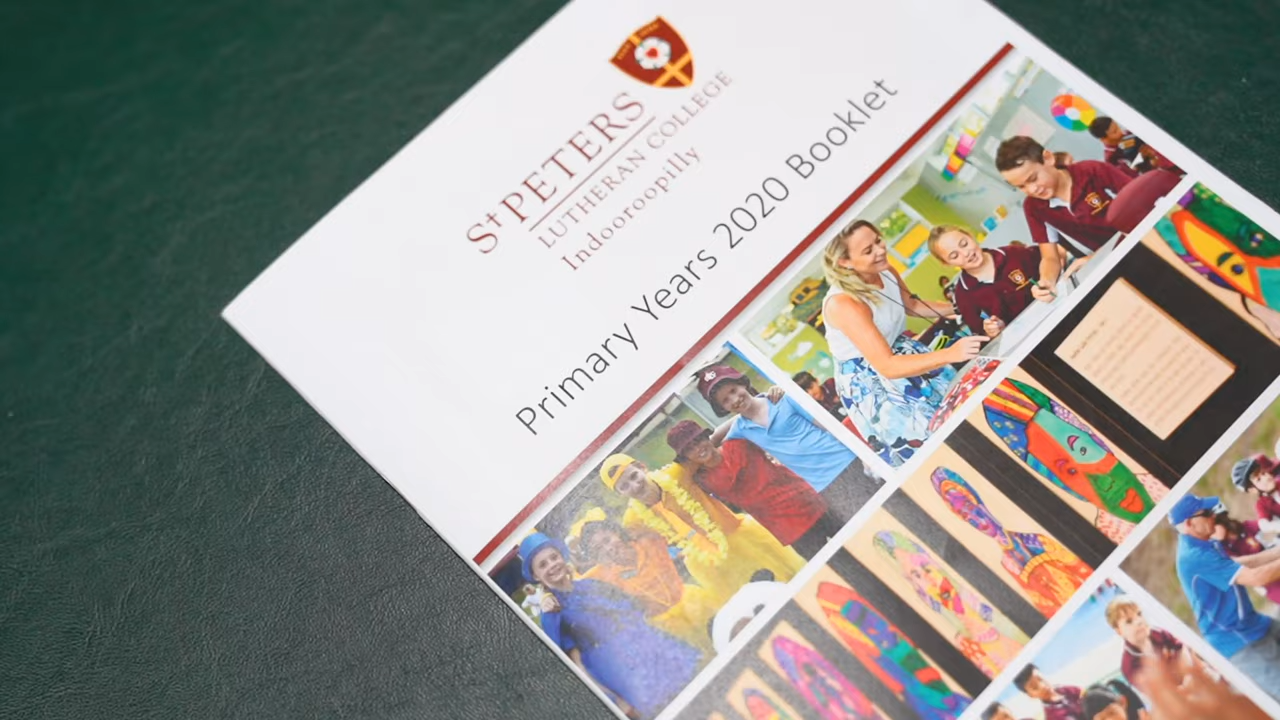 St PETERS
LUTHERAN COLLEGE
Indooroopilly
Primary Years 2020 Booklet